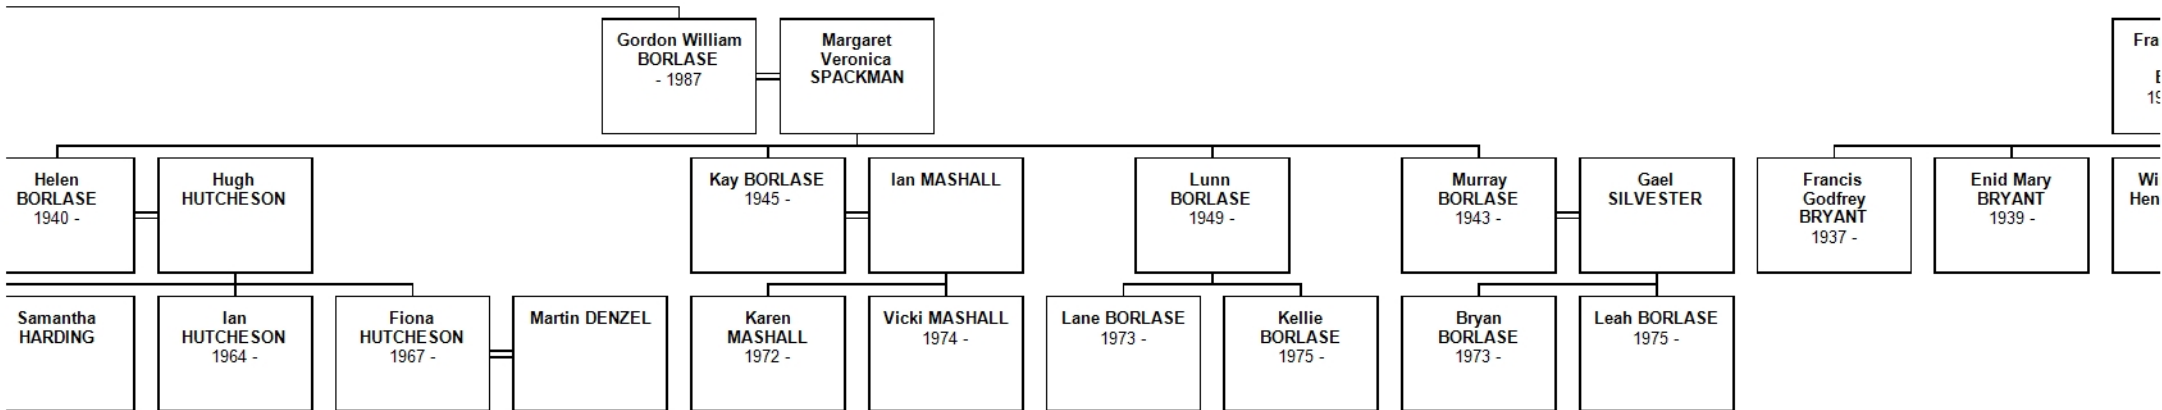 Gordon William
BORLASE
- 1987
Margaret
Veronica
SPACKMAN
Helen
BORLASE
1940 -
Hugh
HUTCHESON
Kay BORLASE
1945 -
Ian MASHALL
Lunn
BORLASE
1949 -
Murray
BORLASE
1943 -
Gael
SILVESTER
Francis
Godfrey
BRYANT
1937 -
Enid Mary
BRYANT
1939 -
Samantha
HARDING
Ian
HUTCHESON
1964 -
Fiona
HUTCHESON
1967 -
Martin DENZEL
Karen
MASHALL
1972 -
Vicki MASHALL
1974 -
Lane BORLASE
1973 -
Kellie
BORLASE
1975 -
Bryan
BORLASE
1973 -
Leah BORLASE
1975 -